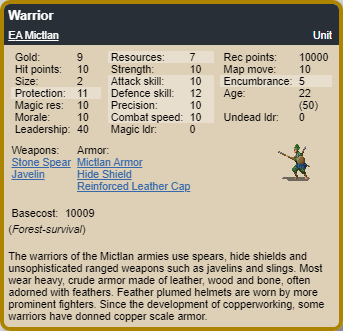 Warrior
EA Mictlan Unit
Gold: 9 Resources: 7 Rec points: 10000
Hit points: 10 Strength: 10 Map move: 10
Size: 2 Attack skill: 10 Encumbrance: 5
Protection: 11 Defence skill: 12 Age: 22
Magic res: 10 Precision: 10 (50)
Morale: 10 Combat speed: 10 Undead ldr: 0
Leadership: 40 Magic ldr: 0
Weapons: Armor:
Stone Spear Mictlan Armor
Javelin Hide Shield
Reinforced Leather Cap
Basecost: 10009
(Forest-survival)
The warriors of the Mictlan armies use spears, hide shields and
unsophisticated ranged weapons such as javelins and slings. Most
wear heavy, crude armor made of leather, wood and bone, often
adorned with feathers. Feather plumed helmets are worn by more
prominent fighters. Since the development of copperworking, some
warriors have donned copper scale armor.